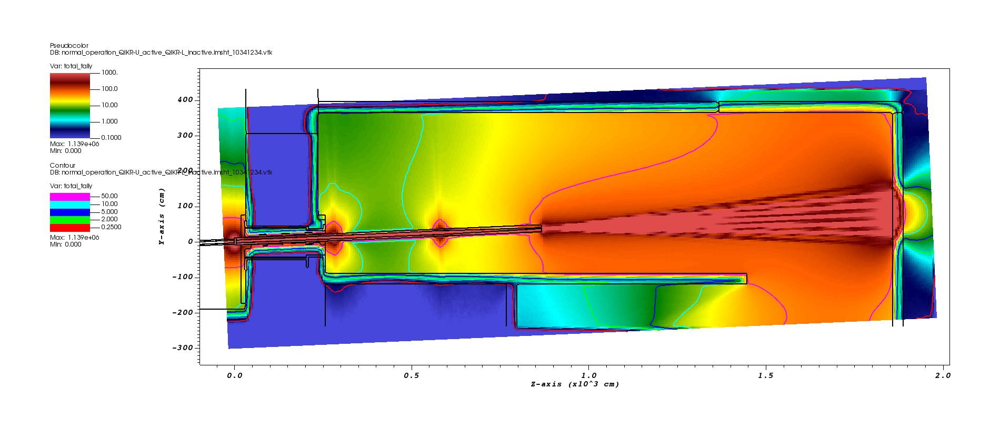 Pseudocolor
DB: normal_operation_QIKR-U_active_QIKR-L_inactive.imsht_10341234.vtk
Var: total_tally
1000.
100.0
10.00
1.000
0.1000
Max: 1.139e+06
Min: 0.000
Contour
DB: normal_operation_QIKR-U_active_QIKR-L_inactive.imsht_10341234.vtk
Var: total_tally
50.00
10.00
5.000
2.000
0.2500
Max: 1.139e+06
Min: 0.000
400
300
200
100
0
-100
-200
-300
Y-axis (cm)
0.0 0.5 1.0 1.5 2.0
Z-axis (x10^3 cm)